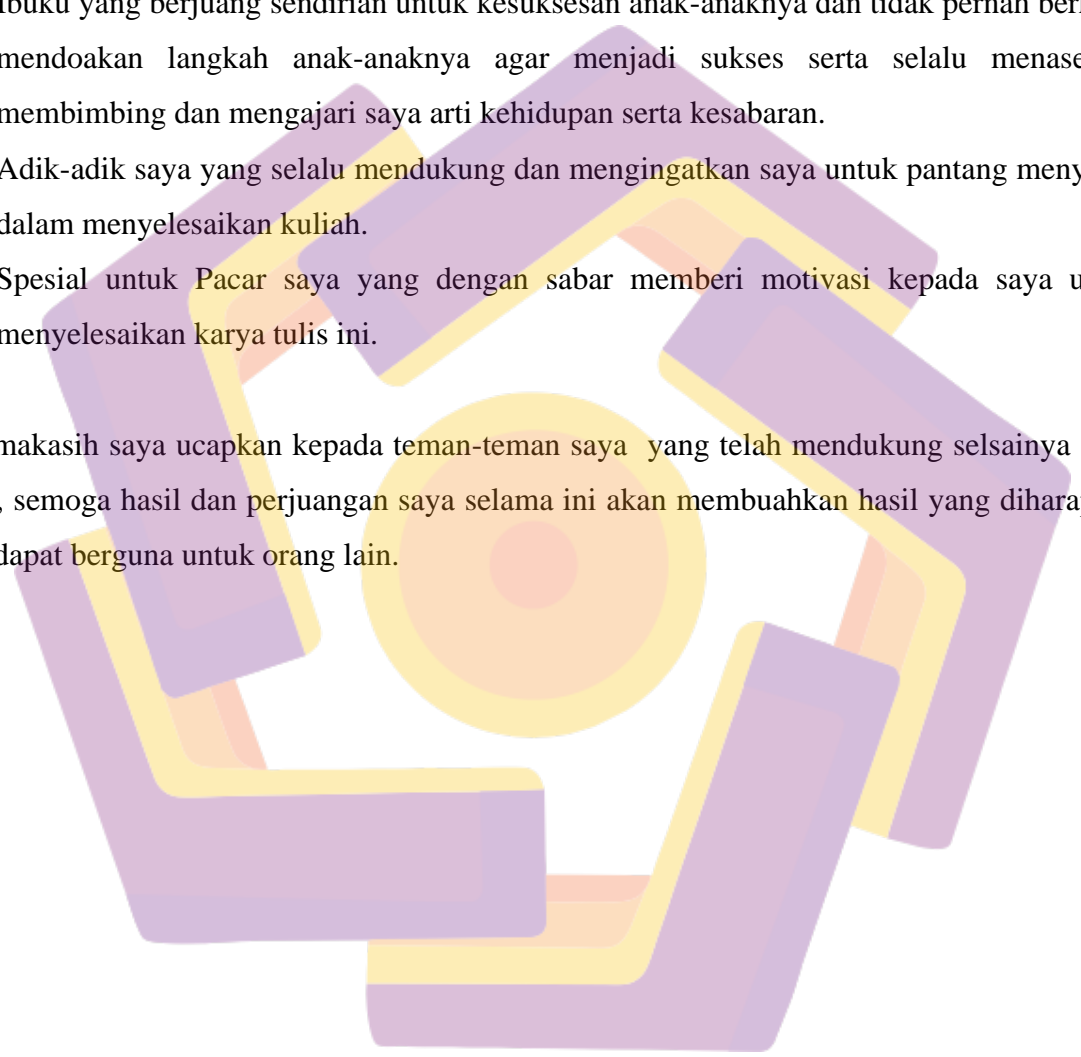 Ibuku yang berjuang sendirian untuk kesuksesan anak-anaknya dan tidak pernah
mendoakan langkah anak-anaknya agar menjadi sukses serta selalu
membimbing dan mengajari saya arti kehidupan serta kesabaran.
Adik-adik saya yang selalu mendukung dan mengingatkan saya untuk pantang
dalam menyelesaikan kuliah.
Spesial untuk Pacar saya yang dengan sabar memberi motivasi kepada saya
menyelesaikan karya tulis ini.
makasih saya ucapkan kepada teman-teman saya yang telah mendukung selsainya
, semoga hasil dan perjuangan saya selama ini akan membuahkan hasil yang
dapat berguna untuk orang lain.